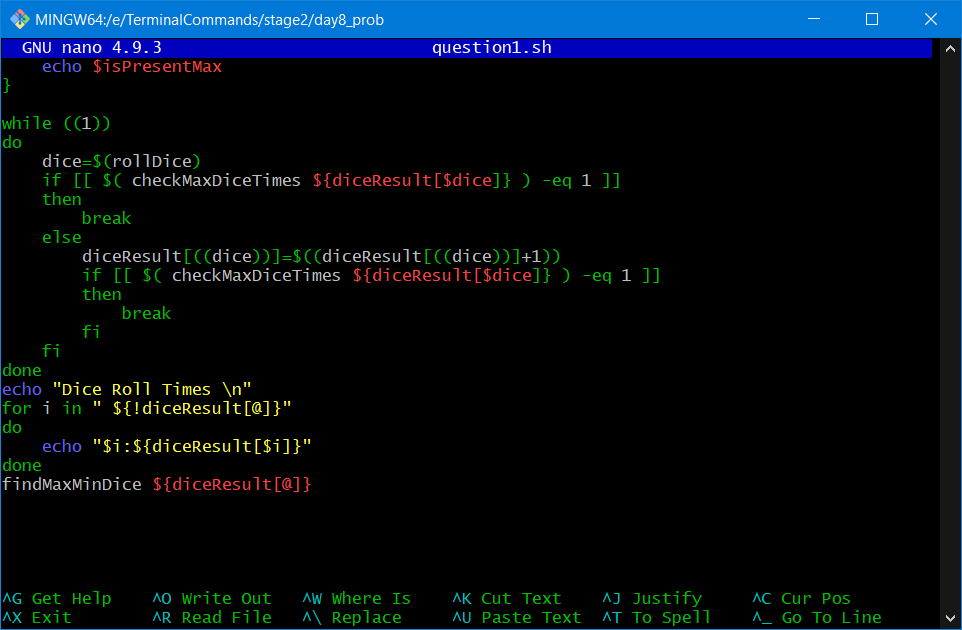 MINGW64:/e/TerminalCommands/stage2/day8_prob
GNU nano 4.9.3 question1.sh
    echo $isPresentMax
}

while ((1))
do
    dice=$(rollDice)
    if [[ $( checkMaxDiceTimes ${diceResult[$dice]} ) -eq 1 ]]
    then
        break
    else
        diceResult[((dice))]=$((diceResult[((dice))]+1))
        if [[ $( checkMaxDiceTimes ${diceResult[$dice]} ) -eq 1 ]]
        then
            break
        fi
    fi
done
echo "Dice Roll Times \n"
for i in " ${!diceResult[@]}"
do
    echo "$i:${diceResult[$i]}"
done
findMaxMinDice ${diceResult[@]}

^G Get Help ^O Write Out ^W Where Is ^K Cut Text ^J Justify ^C Cur Pos
^X Exit ^R Read File ^\ Replace ^U Paste Text ^T To Spell ^_ Go To Line